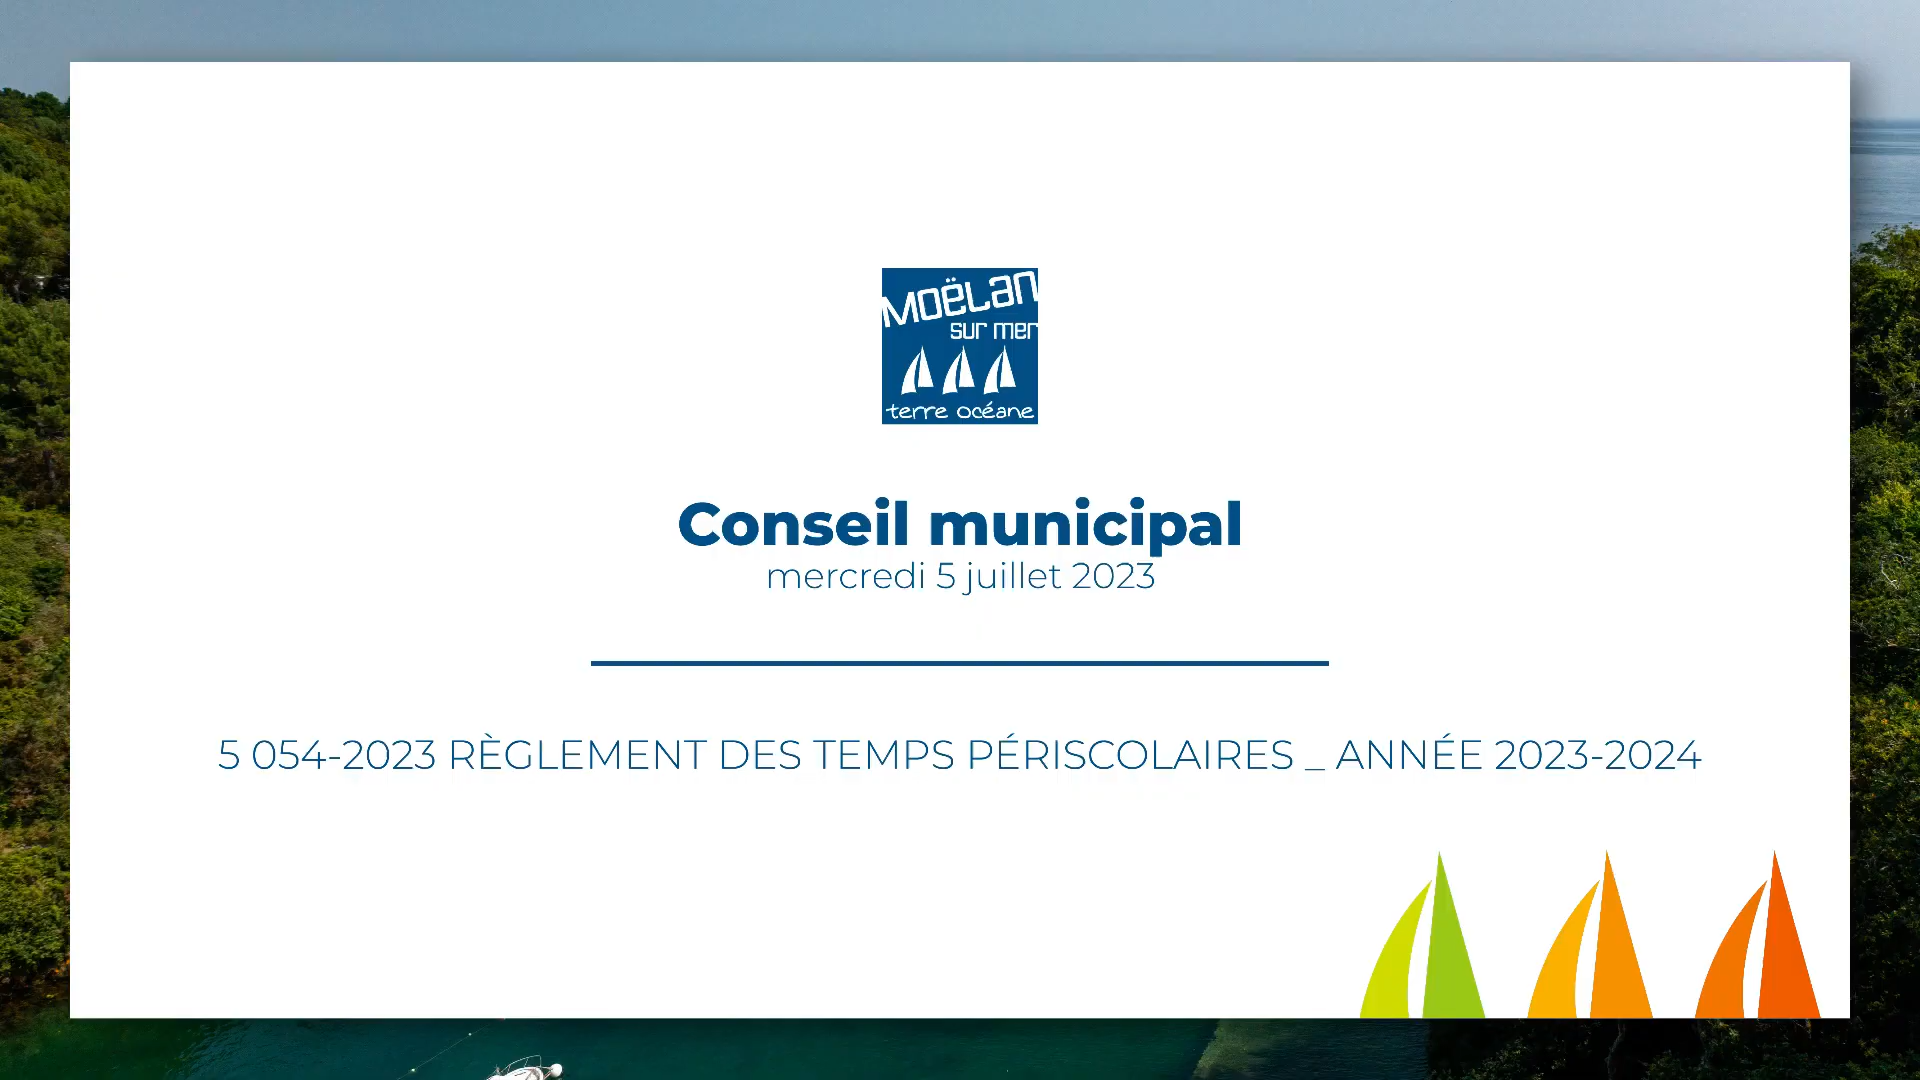 MOËLAN
sur mer
terre océane
Conseil municipal
mercredi 5 juillet 2023
5 054-2023 RÈGLEMENT DES TEMPS PÉRISCOLAIRES _ ANNÉE 2023-2024